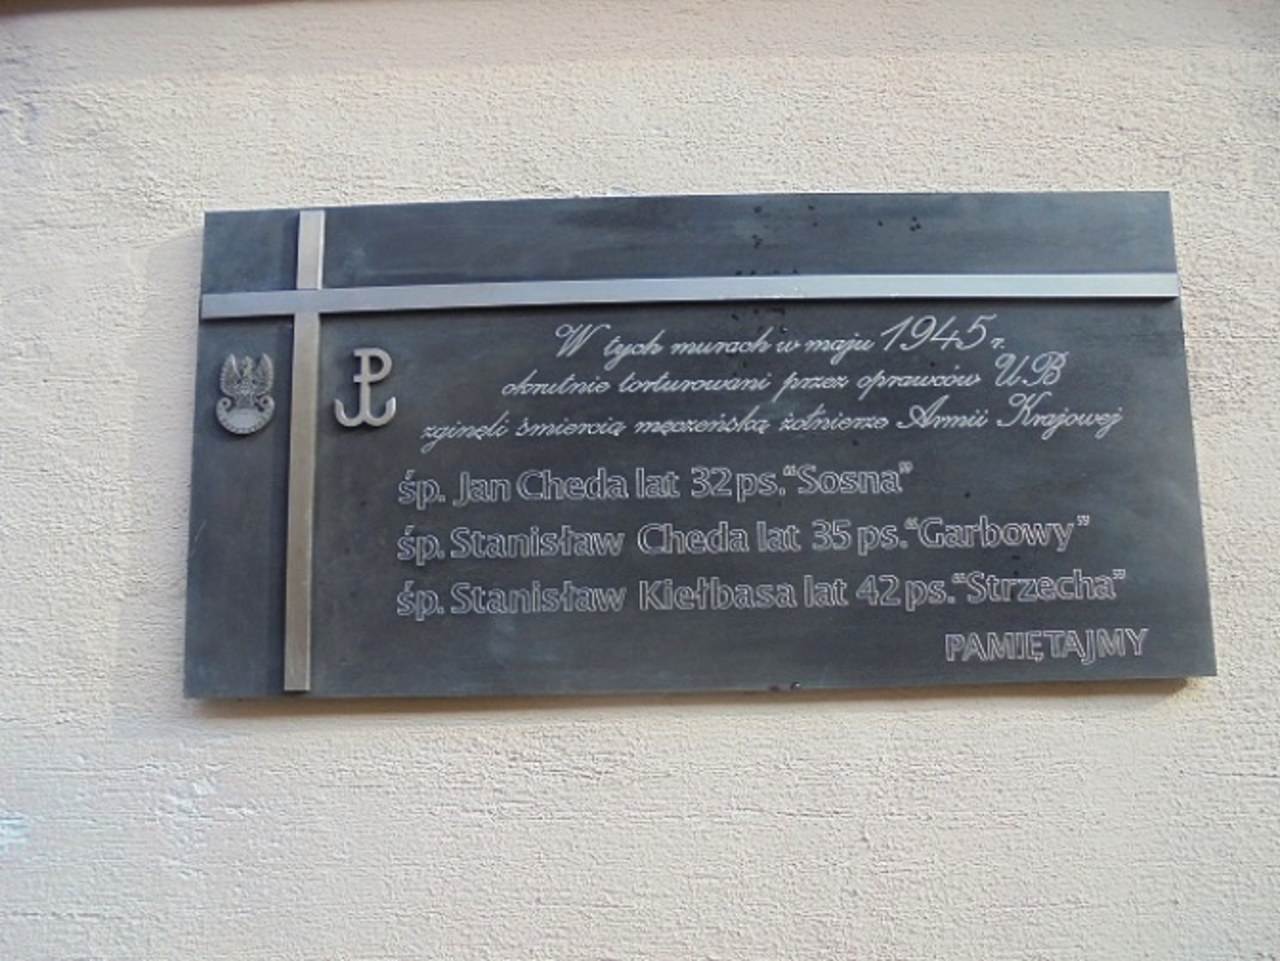 W tych murach w maju 1945 r.
okrutnie torturowani przez oprawców UB
zginęli śmiercią męczeńską żołnierze Armii Krajowej
śp. Jan Cheda lat 32 ps. “Sosna”
śp. Stanisław Cheda lat 35 ps. “Garbowy”
śp. Stanisław Kiełbasa lat 42 ps. “Strzecha”
PAMIĘTAJMY